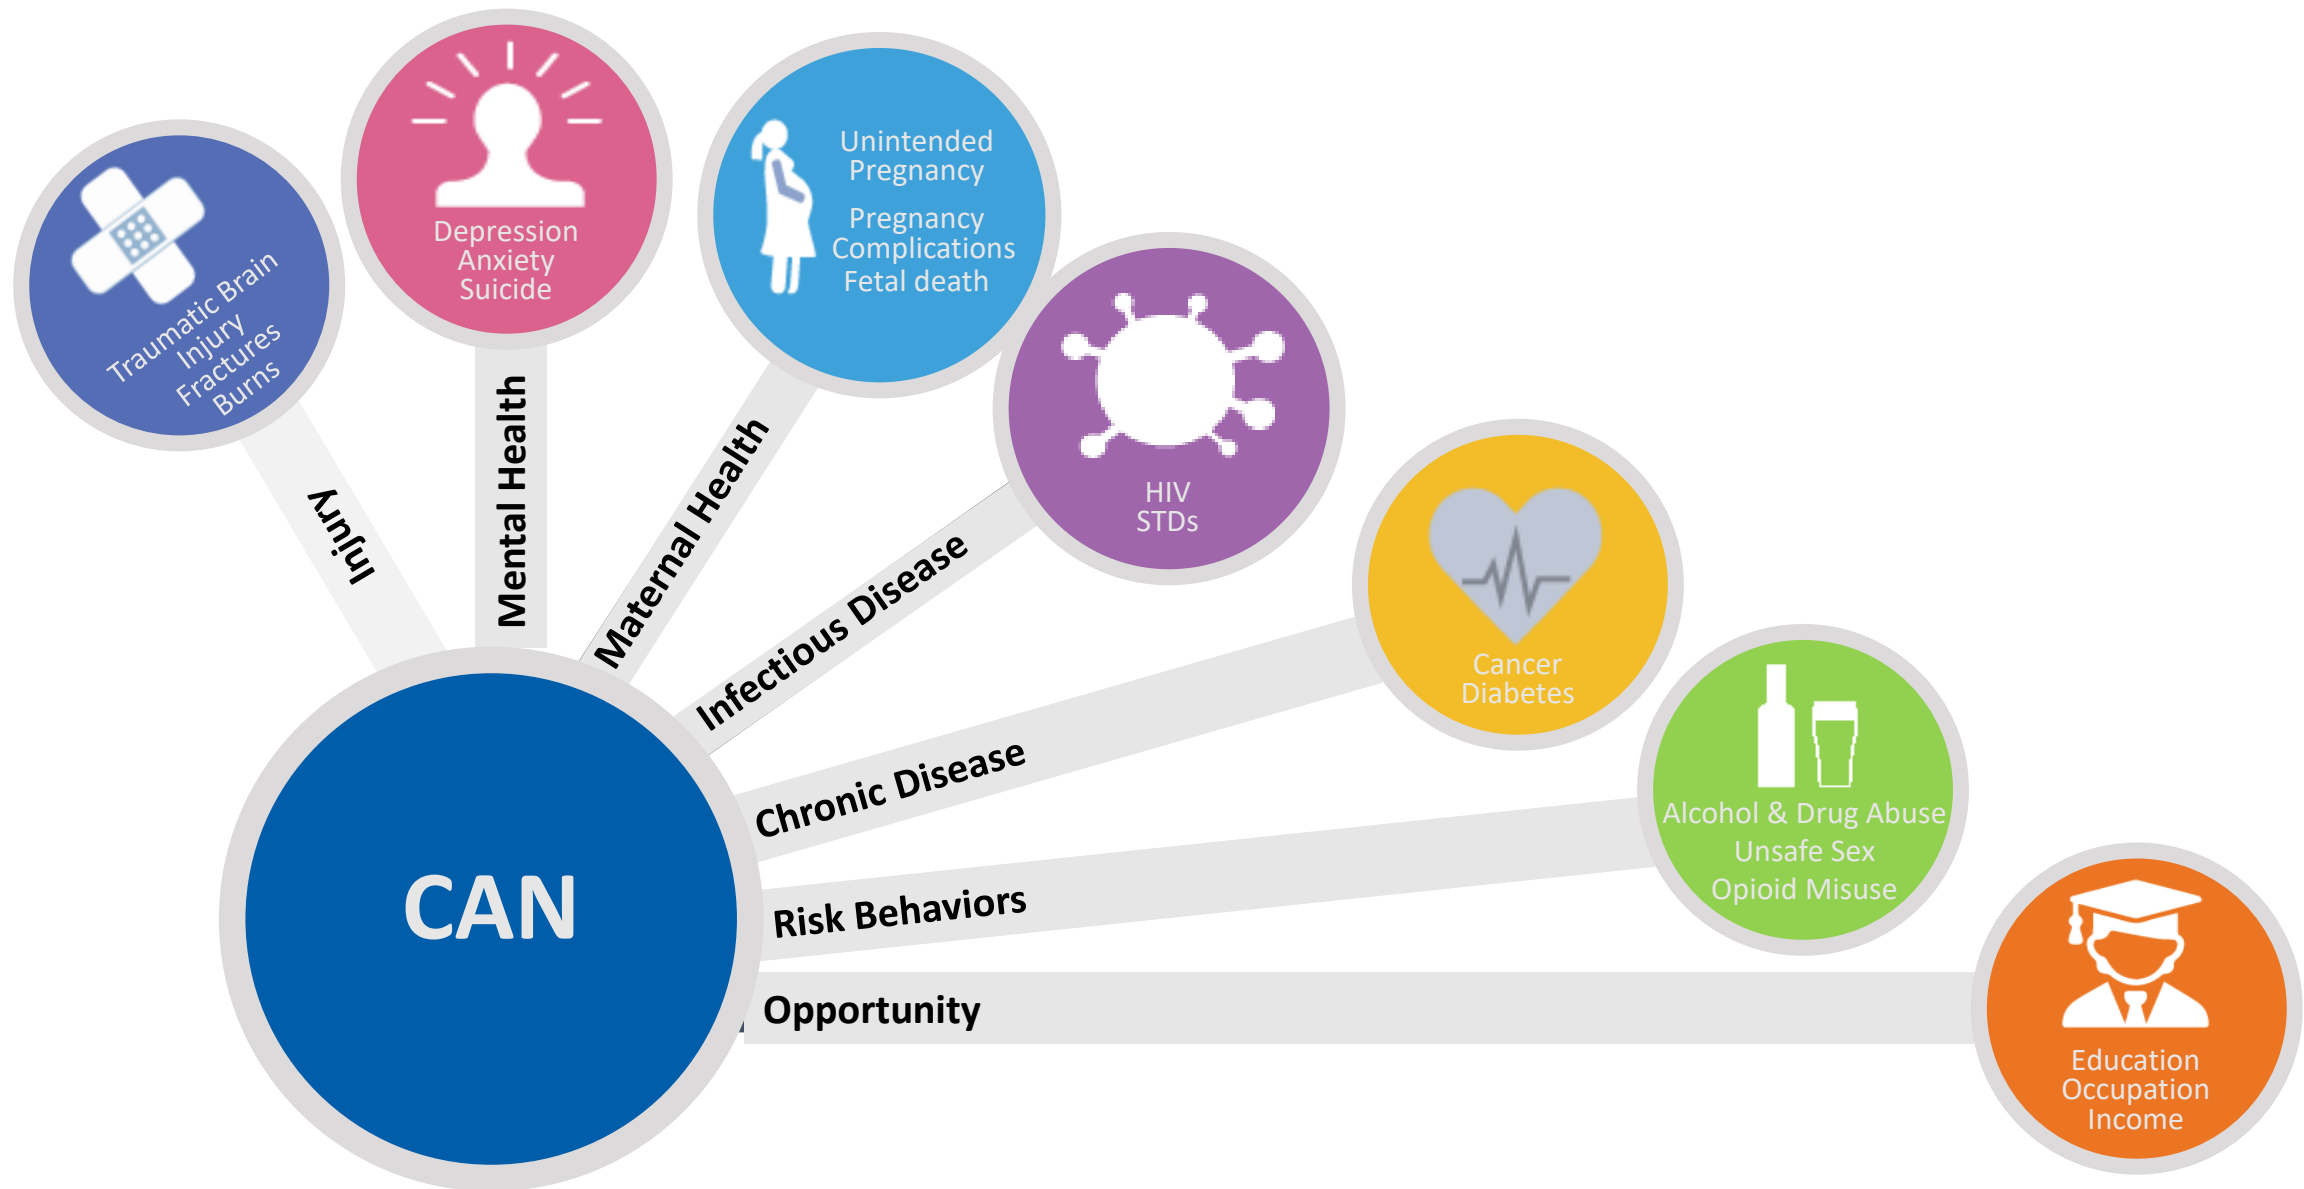 Traumatic Brain
Injury
Fractures
Burns
Injury
Depression
Anxiety
Suicide
Mental Health
Unintended
Pregnancy
Pregnancy
Complications
Fetal death
Maternal Health
HIV
STDs
Infectious Disease
Cancer
Diabetes
Chronic Disease
Alcohol & Drug Abuse
Unsafe Sex
Opioid Misuse
Risk Behaviors
Education
Occupation
Income
Opportunity
CAN